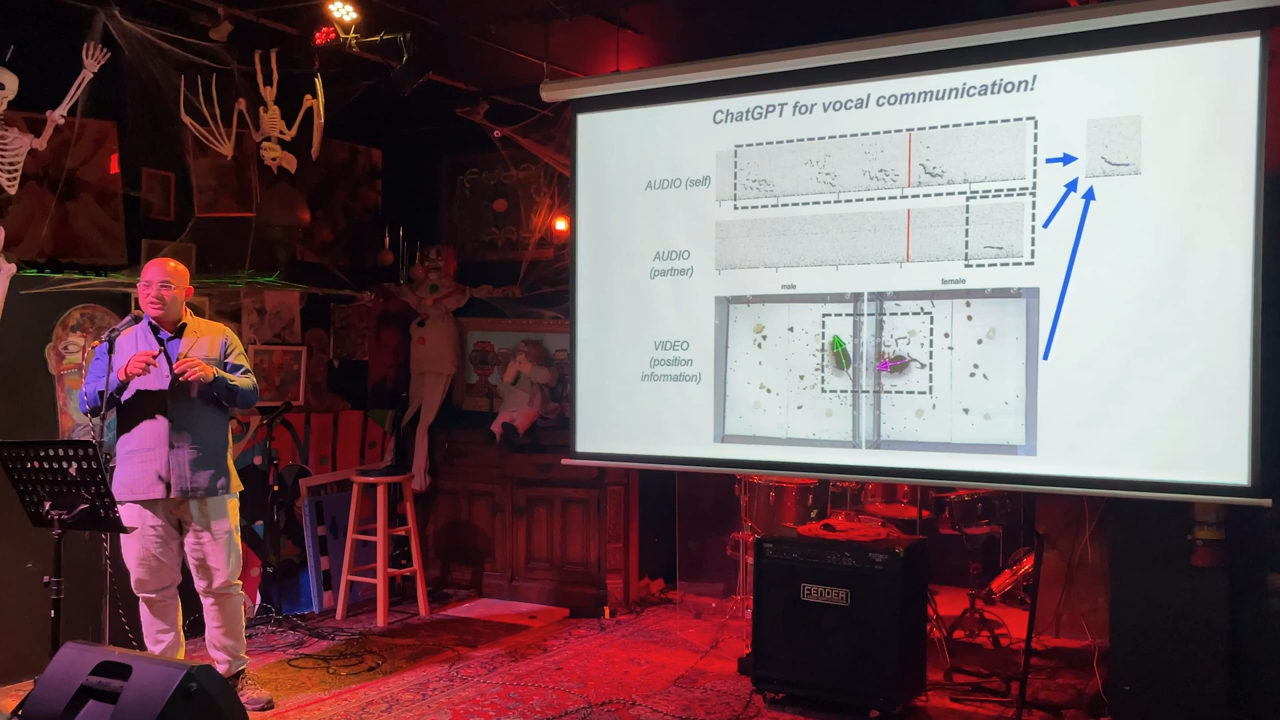 ChatGPT for vocal communication!
AUDIO (self)
AUDIO
(partner)
male
female
VIDEO
(position
information)
FENDER